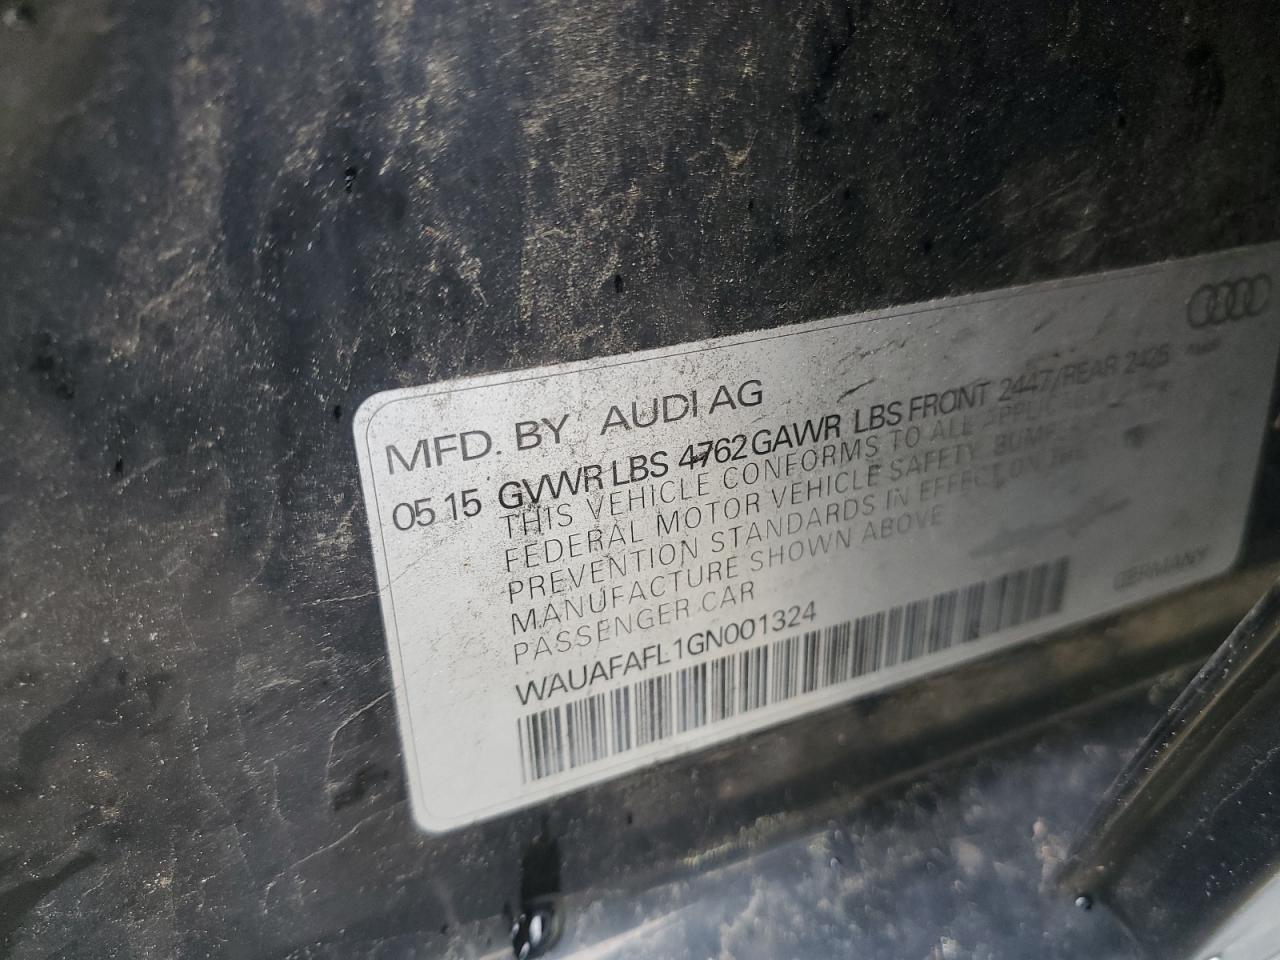 MFD. BY AUDI AG
05 15 GVWR LBS 4762 GAWR LBS FRONT 2447/REAR 2425
THIS VEHICLE CONFORMS TO ALL
FEDERAL MOTOR VEHICLE SAFETY,
PREVENTION STANDARDS IN EFFECT ON
MANUFACTURE SHOWN ABOVE
PASSENGER CAR
GERMANY
WAUAFAFL1GN001324